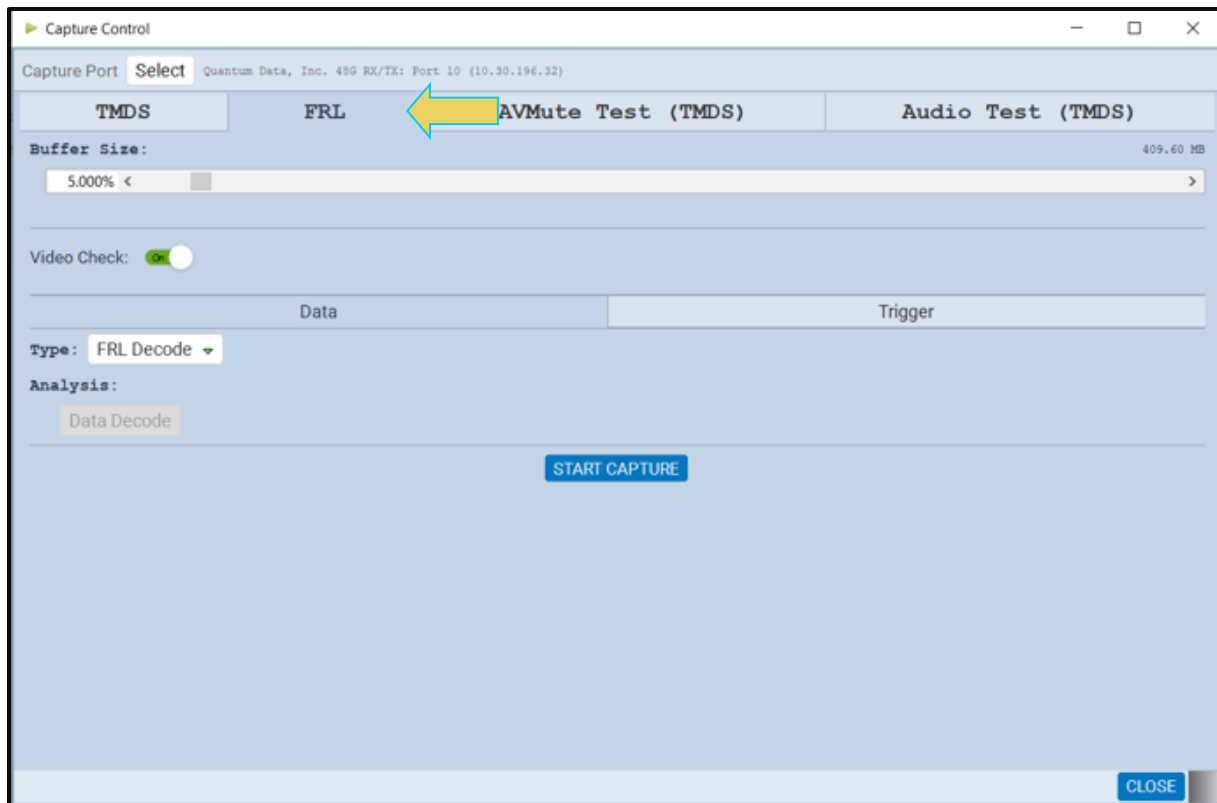 Capture Control
Capture Port Select Quantum Data, Inc. 48G RX/TX: Port 10 (10.30.196.32)
TMDS FRL AVMute Test (TMDS) Audio Test (TMDS)
Buffer Size: 409.60 MB
5.000% < >
Video Check: On
Data Trigger
Type: FRL Decode
Analysis:
Data Decode
START CAPTURE
CLOSE